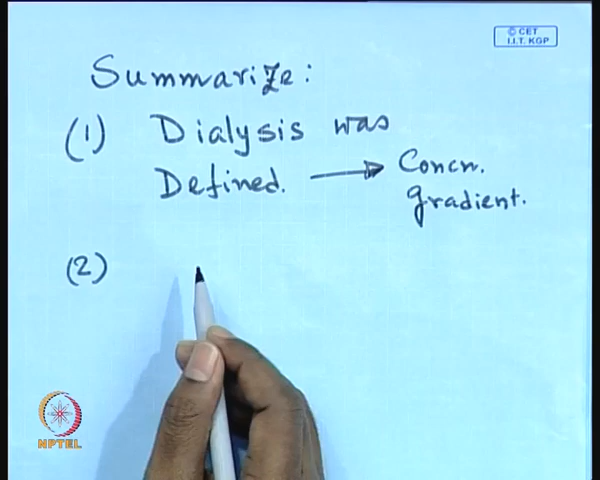 © CET
I.I.T. KGP
Summarize:
(1) Dialysis was
Defined. → Concn.
gradient.
(2)
NPTEL